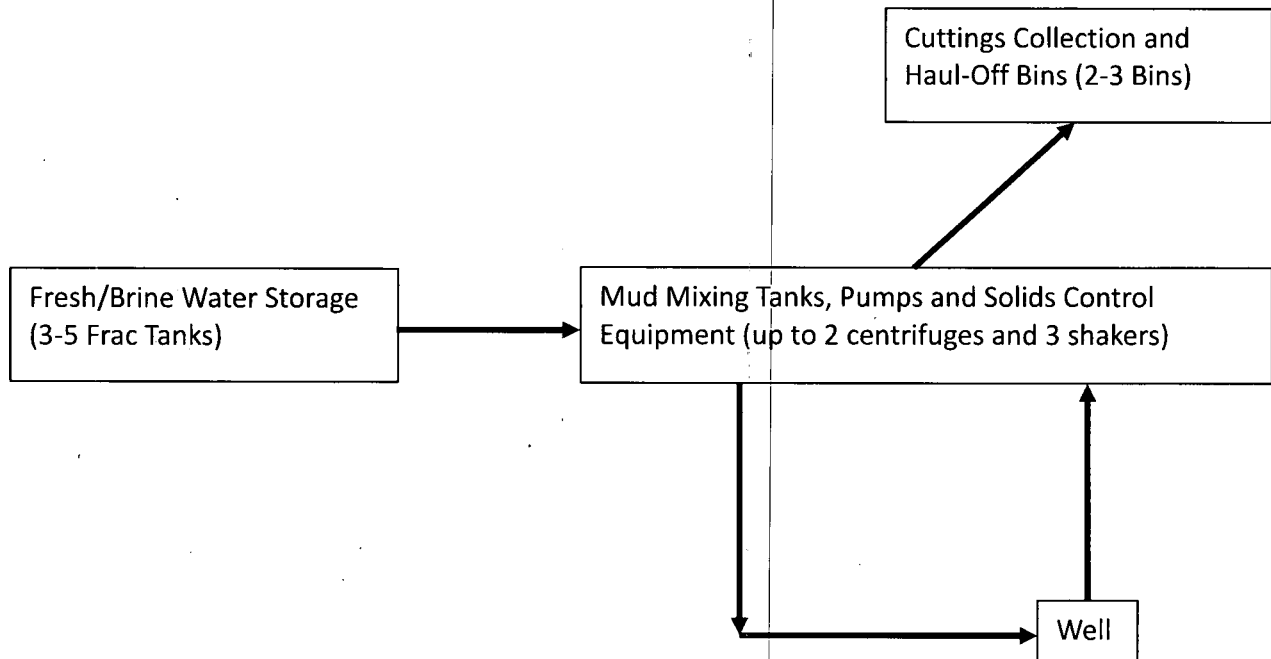 Cuttings Collection and
Haul-Off Bins (2-3 Bins)
Fresh/Brine Water Storage
(3-5 Frac Tanks)
Mud Mixing Tanks, Pumps and Solids Control
Equipment (up to 2 centrifuges and 3 shakers)
Well